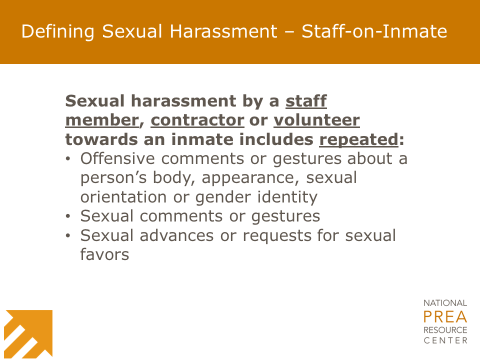 Defining Sexual Harassment – Staff-on-Inmate
Sexual harassment by a staff
member, contractor or volunteer
towards an inmate includes repeated:
• Offensive comments or gestures about a
person’s body, appearance, sexual
orientation or gender identity
• Sexual comments or gestures
• Sexual advances or requests for sexual
favors
NATIONAL
PREA
RESOURCE
CENTER